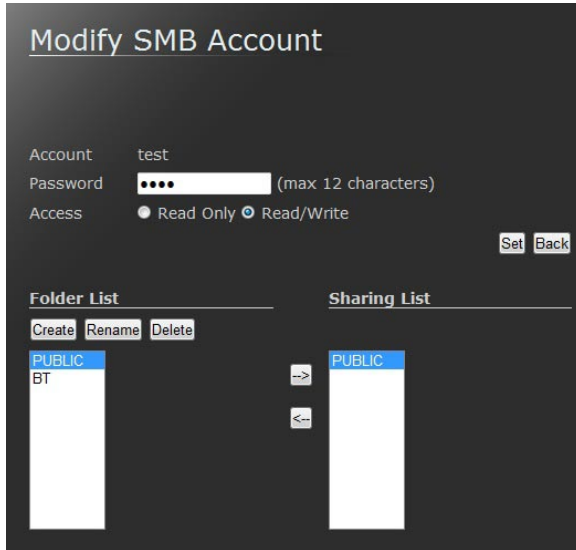 Modify SMB Account
Account test
Password •••• (max 12 characters)
Access Read Only Read/Write
Set Back
Folder List Sharing List
Create Rename Delete
PUBLIC --> PUBLIC
BT
<--